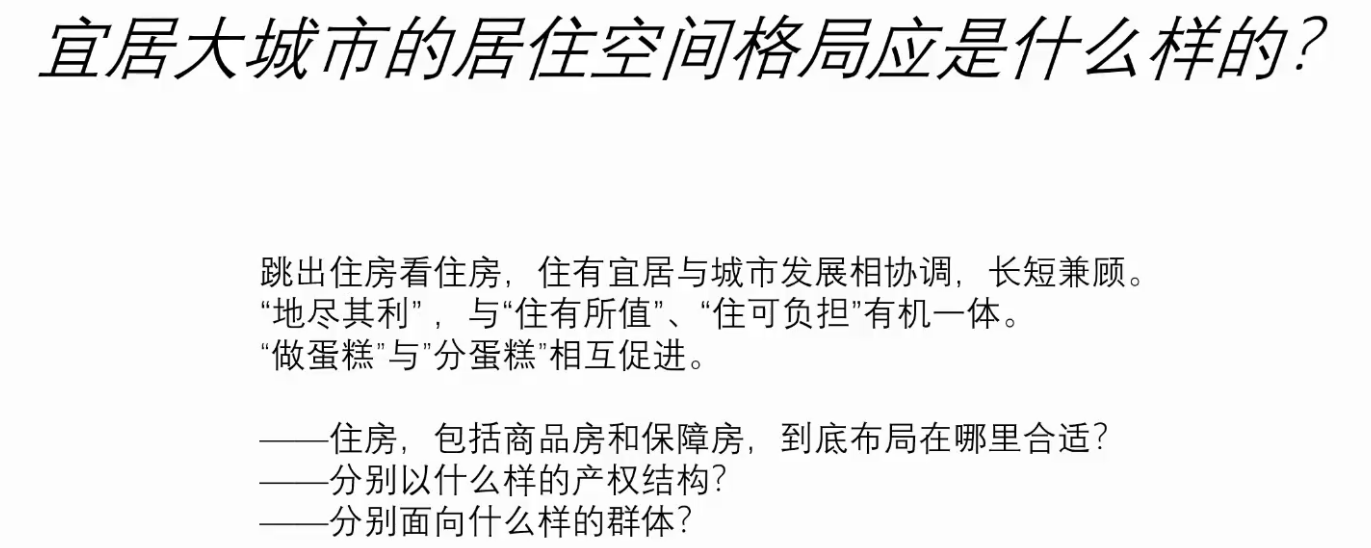 宜居大城市的居住空间格局应是什么样的？
跳出住房看住房，住有宜居与城市发展相协调，长短兼顾。
“地尽其利”，与“住有所值”、“住可负担”有机一体。
“做蛋糕”与”分蛋糕”相互促进。
——住房，包括商品房和保障房，到底布局在哪里合适？
——分别以什么样的产权结构？
——分别面向什么样的群体？